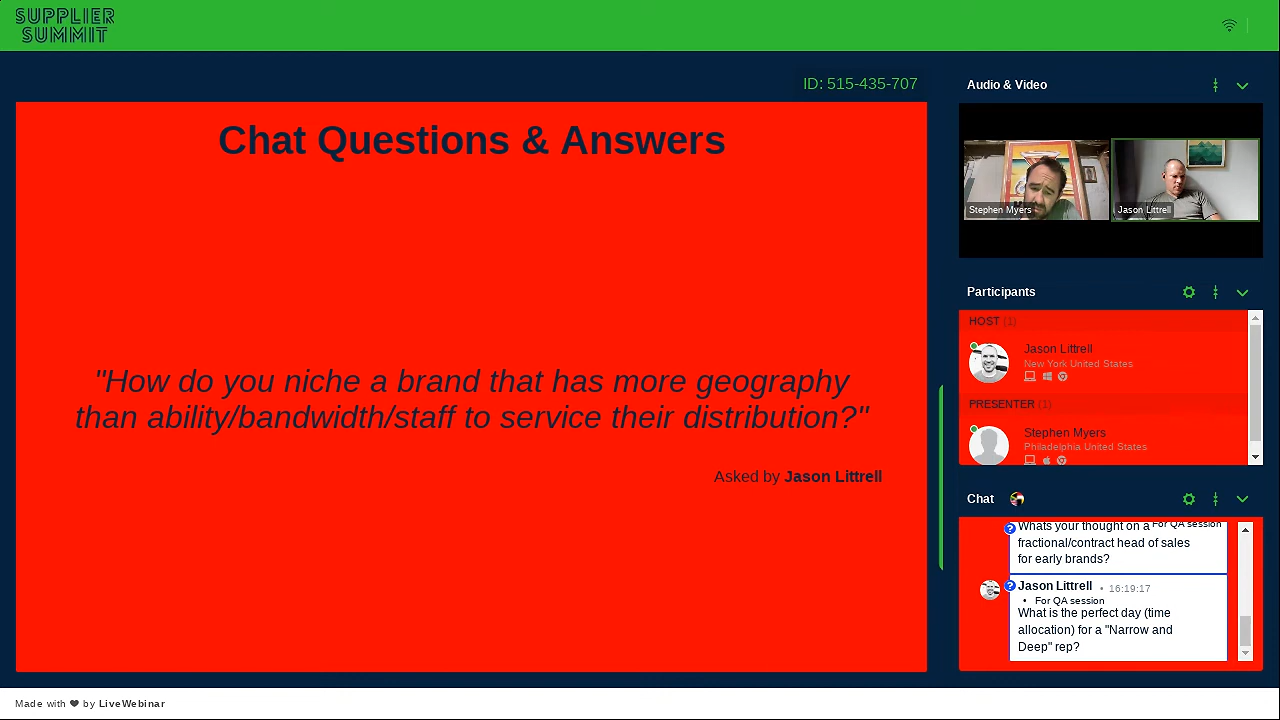 SUPPLIER
SUMMIT
ID: 515-435-707
Chat Questions & Answers
"How do you niche a brand that has more geography
than ability/bandwidth/staff to service their distribution?"
Asked by Jason Littrell
Audio & Video
Stephen Myers
Jason Littrell
Participants
HOST (1)
Jason Littrell
New York United States
PRESENTER (1)
Stephen Myers
Philadelphia United States
Chat
Whats your thought on a For QA session
fractional/contract head of sales
for early brands?
Jason Littrell • 16:19:17
• For QA session
What is the perfect day (time
allocation) for a "Narrow and
Deep" rep?
Made with ❤ by LiveWebinar